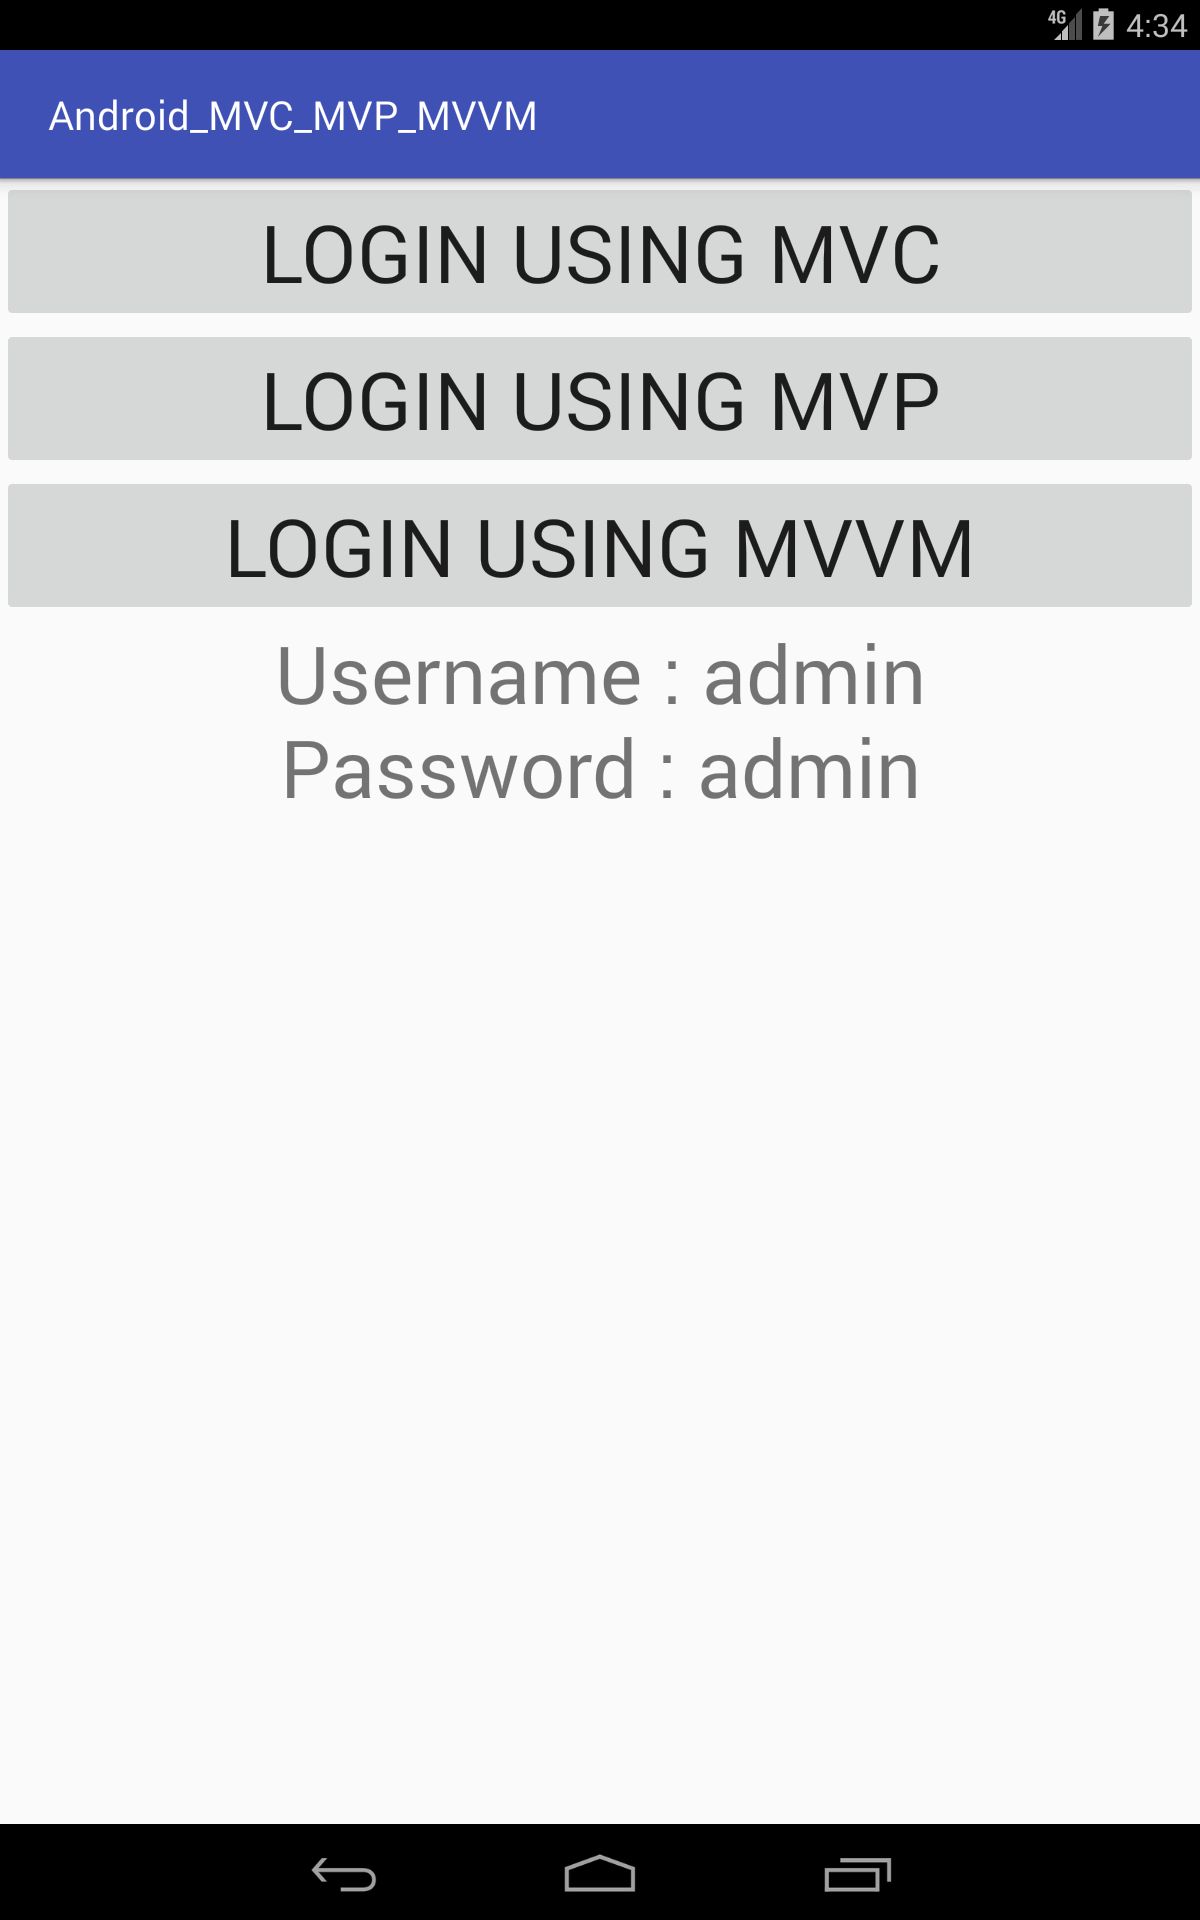 4G 4:34
Android_MVC_MVP_MVVM
LOGIN USING MVC
LOGIN USING MVP
LOGIN USING MVVM
Username : admin
Password : admin